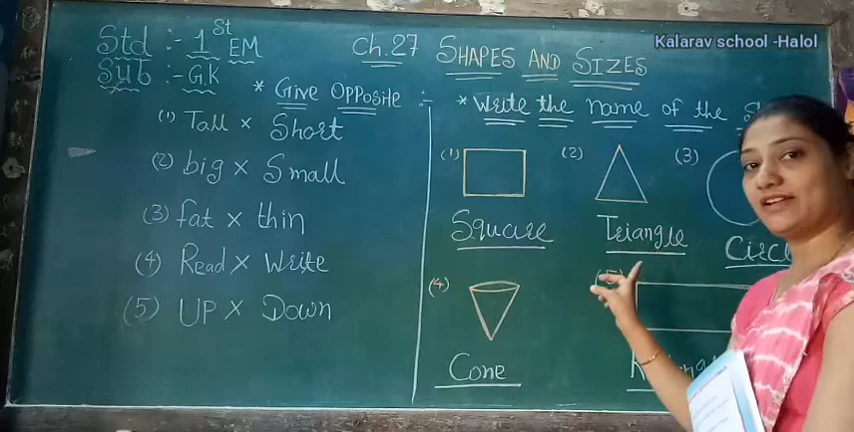 Std :- 1st EM
Sub :- G.K
Ch.27 SHAPES AND SIZES
Kalarav school -Halol
* GIVE OPPOSITE :-
(1) Tall × Short
(2) big × Small
(3) fat × thin
(4) Read × Write
(5) UP × Down
* Write the name of the
(1) (2) (3)
Square Triangle
(4)
Cone